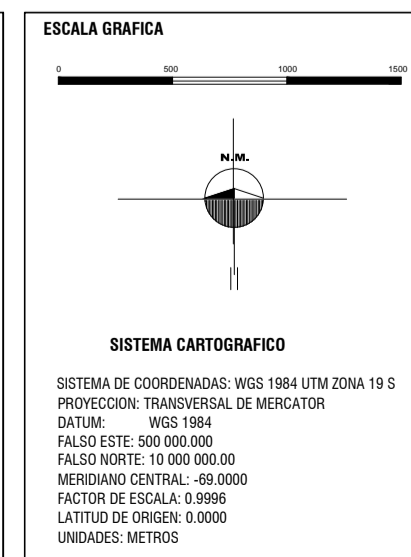 ESCALA GRAFICA
0 500 1000 1500
N.M.
SISTEMA CARTOGRAFICO
SISTEMA DE COORDENADAS: WGS 1984 UTM ZONA 19 S
PROYECCION: TRANSVERSAL DE MERCATOR
DATUM: WGS 1984
FALSO ESTE: 500 000.000
FALSO NORTE: 10 000 000.00
MERIDIANO CENTRAL: -69.0000
FACTOR DE ESCALA: 0.9996
LATITUD DE ORIGEN: 0.0000
UNIDADES: METROS